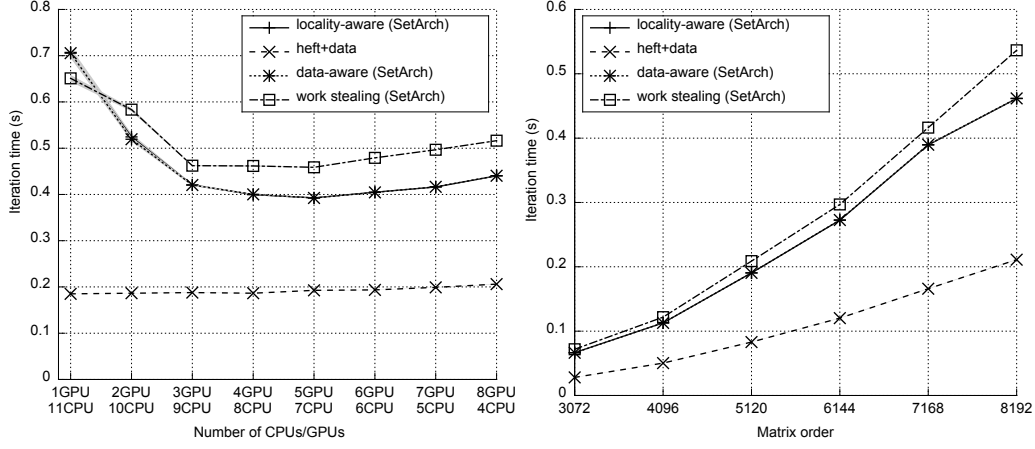 0.8
0.7
0.6
0.5
0.4
0.3
0.2
0.1
0
Iteration time (s)
locality-aware (SetArch)
heft+data
data-aware (SetArch)
work stealing (SetArch)
1GPU 2GPU 3GPU 4GPU 5GPU 6GPU 7GPU 8GPU
11CPU 10CPU 9CPU 8CPU 7CPU 6CPU 5CPU 4CPU
Number of CPUs/GPUs
0.6
0.5
0.4
0.3
0.2
0.1
0
Iteration time (s)
locality-aware (SetArch)
heft+data
data-aware (SetArch)
work stealing (SetArch)
3072 4096 5120 6144 7168 8192
Matrix order